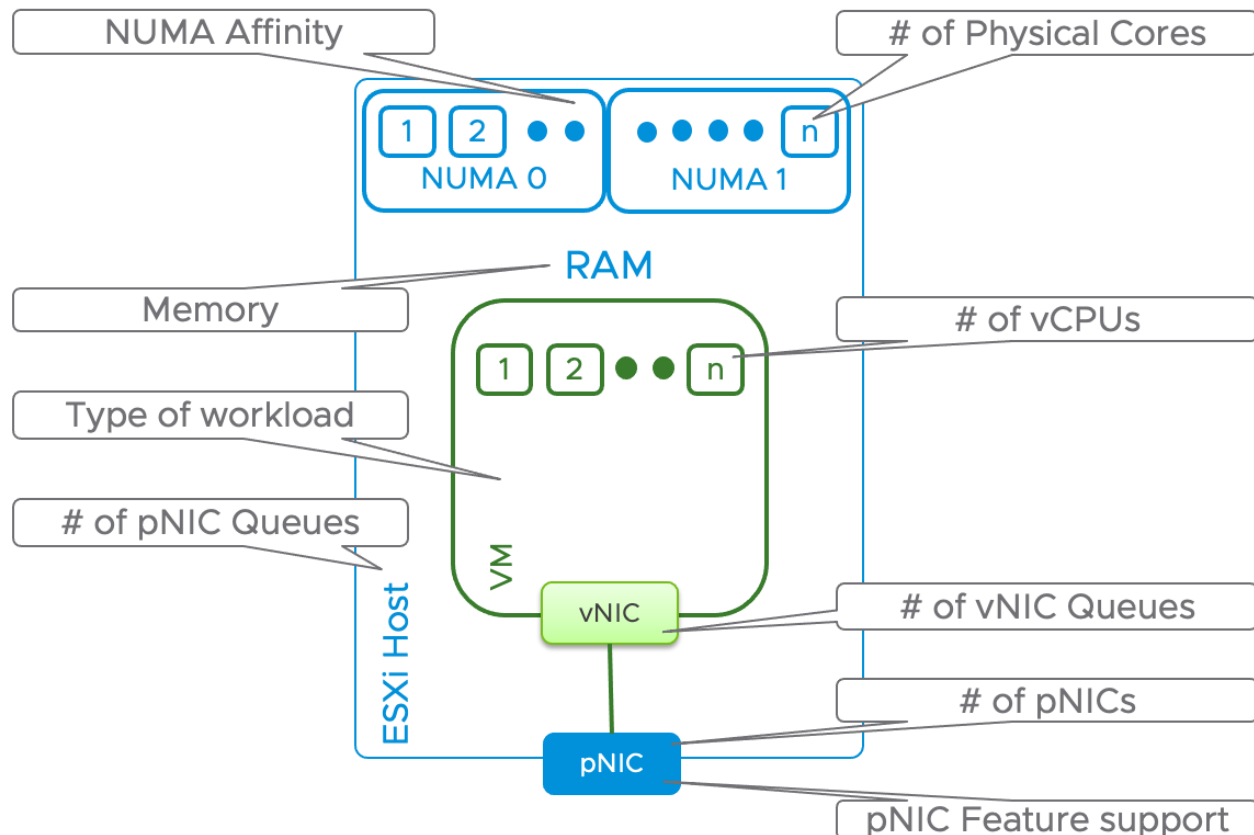 NUMA Affinity
# of Physical Cores
1
2
n
NUMA 0
NUMA 1
RAM
Memory
# of vCPUs
1
2
n
Type of workload
# of pNIC Queues
VM
vNIC
# of vNIC Queues
ESXi Host
# of pNICs
pNIC
pNIC Feature support